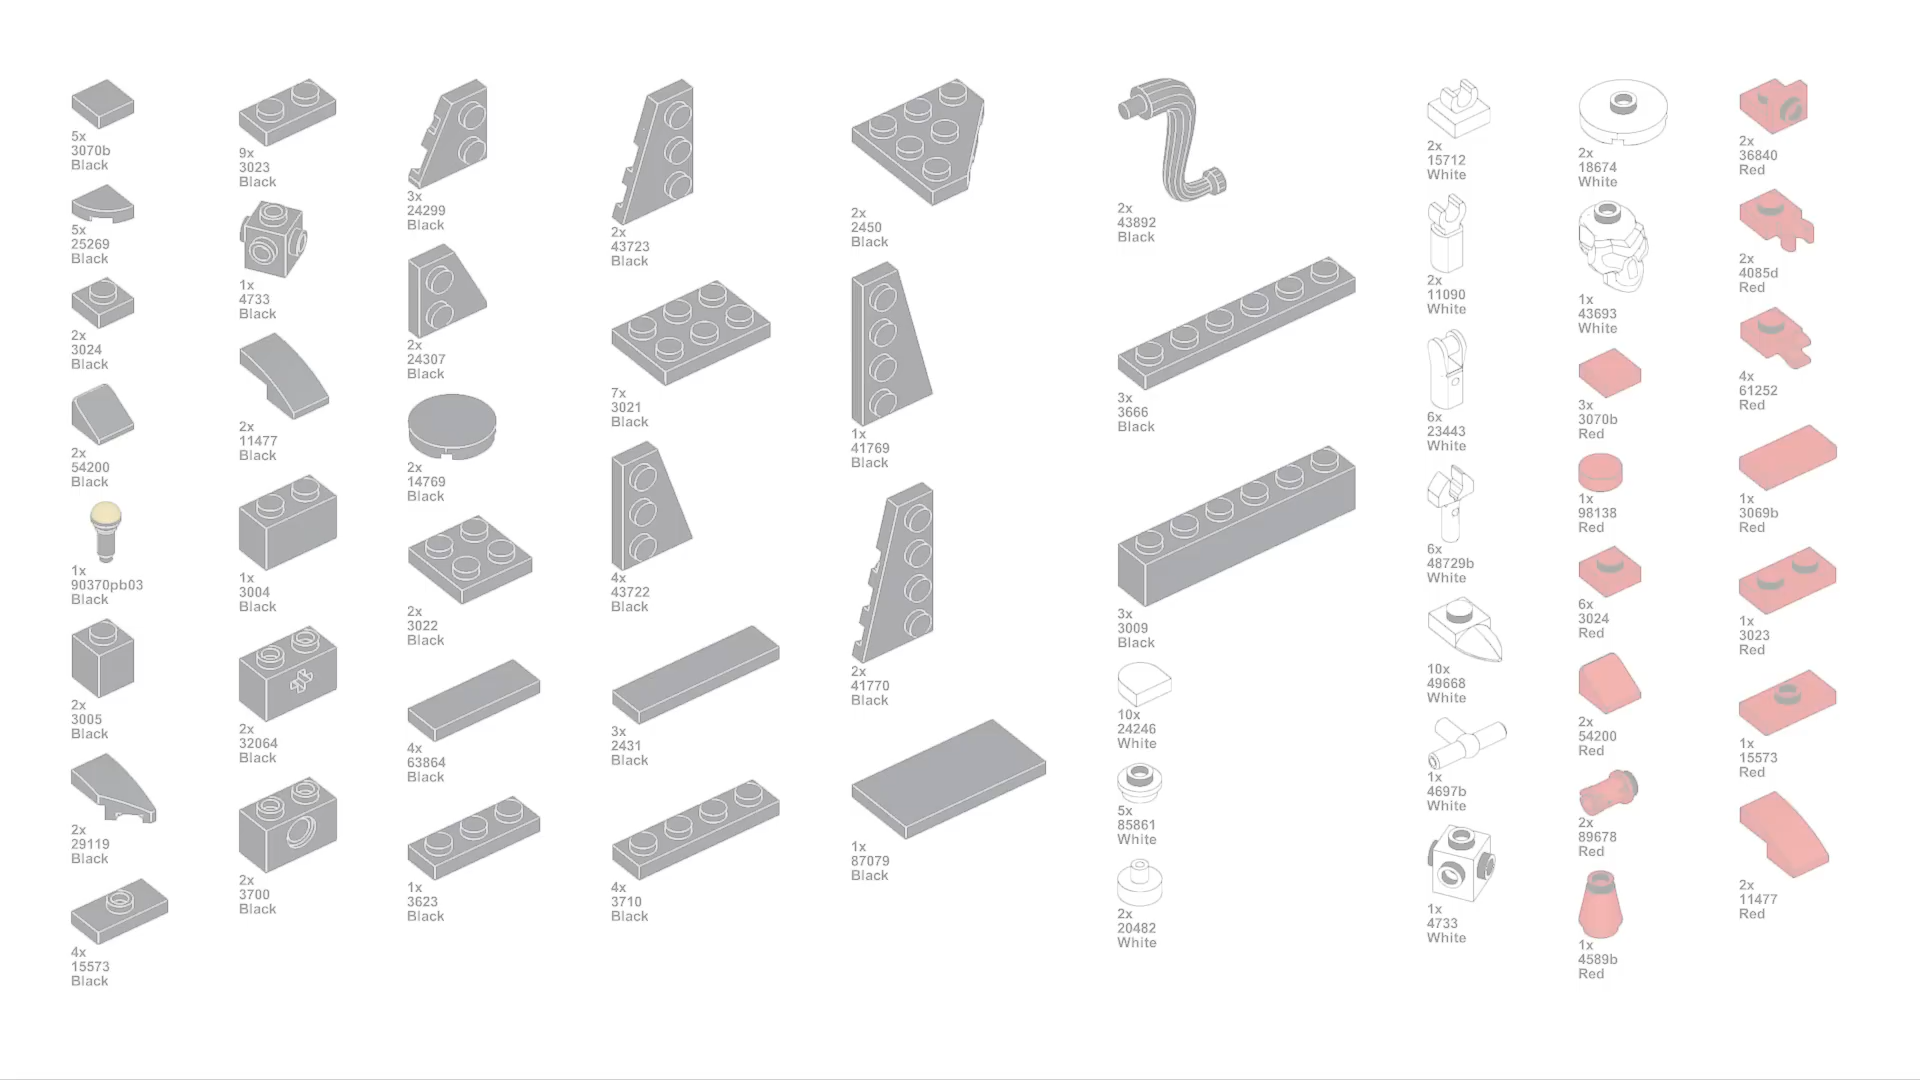 5x
3070b
Black
5x
25269
Black
2x
3024
Black
2x
54200
Black
1x
90370pb03
Black
2x
3005
Black
2x
29119
Black
4x
15573
Black
9x
3023
Black
1x
4733
Black
2x
11477
Black
1x
3004
Black
2x
32064
Black
2x
3700
Black
3x
24299
Black
2x
24307
Black
2x
14769
Black
2x
3022
Black
4x
63864
Black
1x
3623
Black
2x
43723
Black
7x
3021
Black
4x
43722
Black
3x
2431
Black
4x
3710
Black
2x
2450
Black
1x
41769
Black
2x
41770
Black
1x
87079
Black
2x
43892
Black
3x
3666
Black
3x
3009
Black
10x
24246
White
5x
85861
White
2x
20482
White
2x
15712
White
2x
11090
White
6x
23443
White
6x
48729b
White
10x
49668
White
1x
4697b
White
1x
4733
White
2x
18674
White
1x
43693
White
3x
3070b
Red
1x
98138
Red
6x
3024
Red
2x
54200
Red
2x
89678
Red
1x
4589b
Red
2x
36840
Red
2x
4085d
Red
4x
61252
Red
1x
3069b
Red
1x
3023
Red
1x
15573
Red
2x
11477
Red